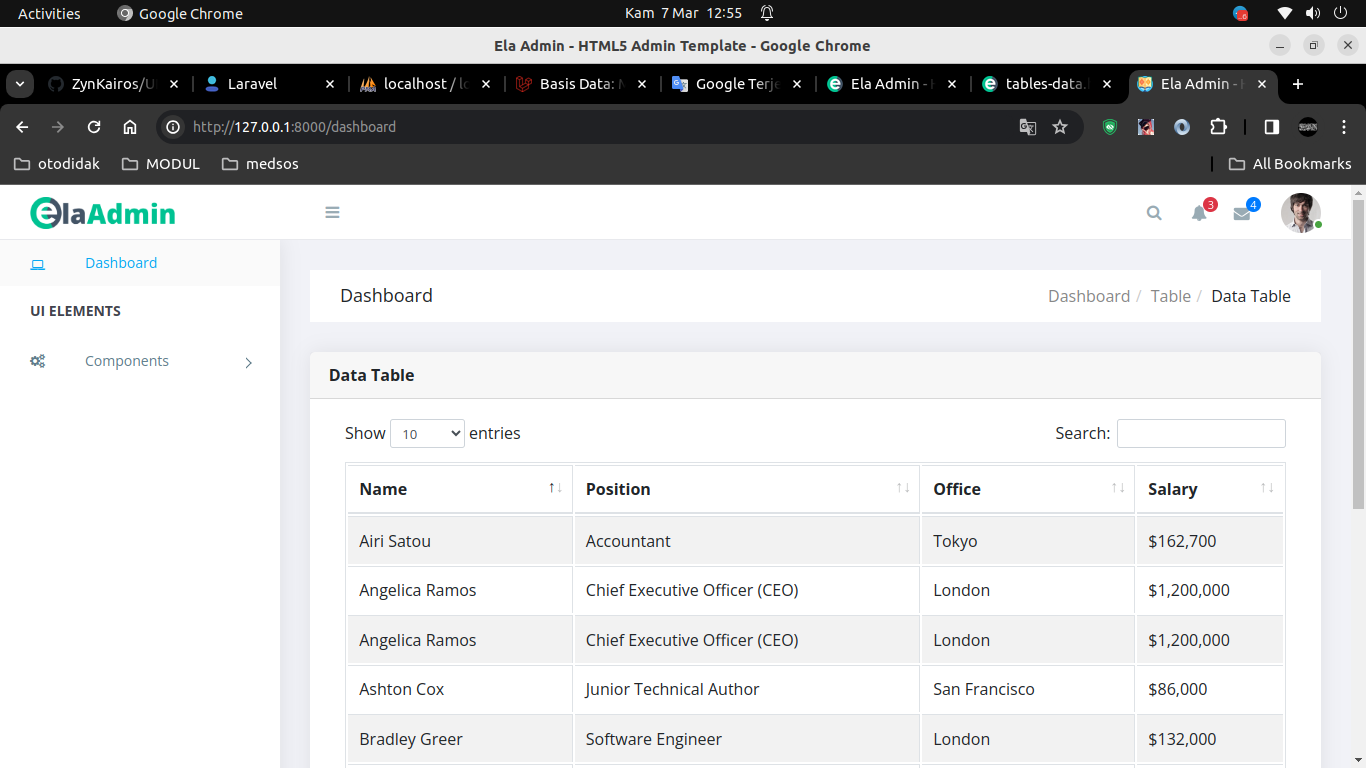 Activities Google Chrome Kam 7 Mar 12:55
Ela Admin - HTML5 Admin Template - Google Chrome
ZynKairos/U Laravel localhost / lo Basis Data: Google Terje Ela Admin - tables-data. Ela Admin -
http://127.0.0.1:8000/dashboard
otodidak MODUL medsos All Bookmarks
elaAdmin 3 4
Dashboard
UI ELEMENTS
Components
Dashboard Dashboard / Table / Data Table
Data Table
Show 10 entries Search:
Name Position Office Salary
Airi Satou Accountant Tokyo $162,700
Angelica Ramos Chief Executive Officer (CEO) London $1,200,000
Angelica Ramos Chief Executive Officer (CEO) London $1,200,000
Ashton Cox Junior Technical Author San Francisco $86,000
Bradley Greer Software Engineer London $132,000